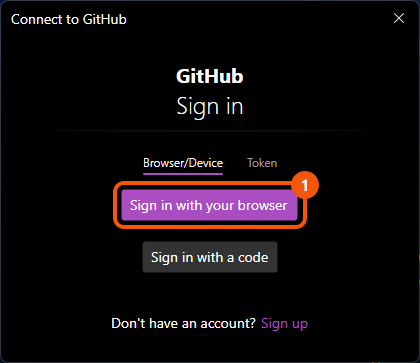 Connect to GitHub
GitHub
Sign in
Browser/Device Token
1
Sign in with your browser
Sign in with a code
Don't have an account? Sign up